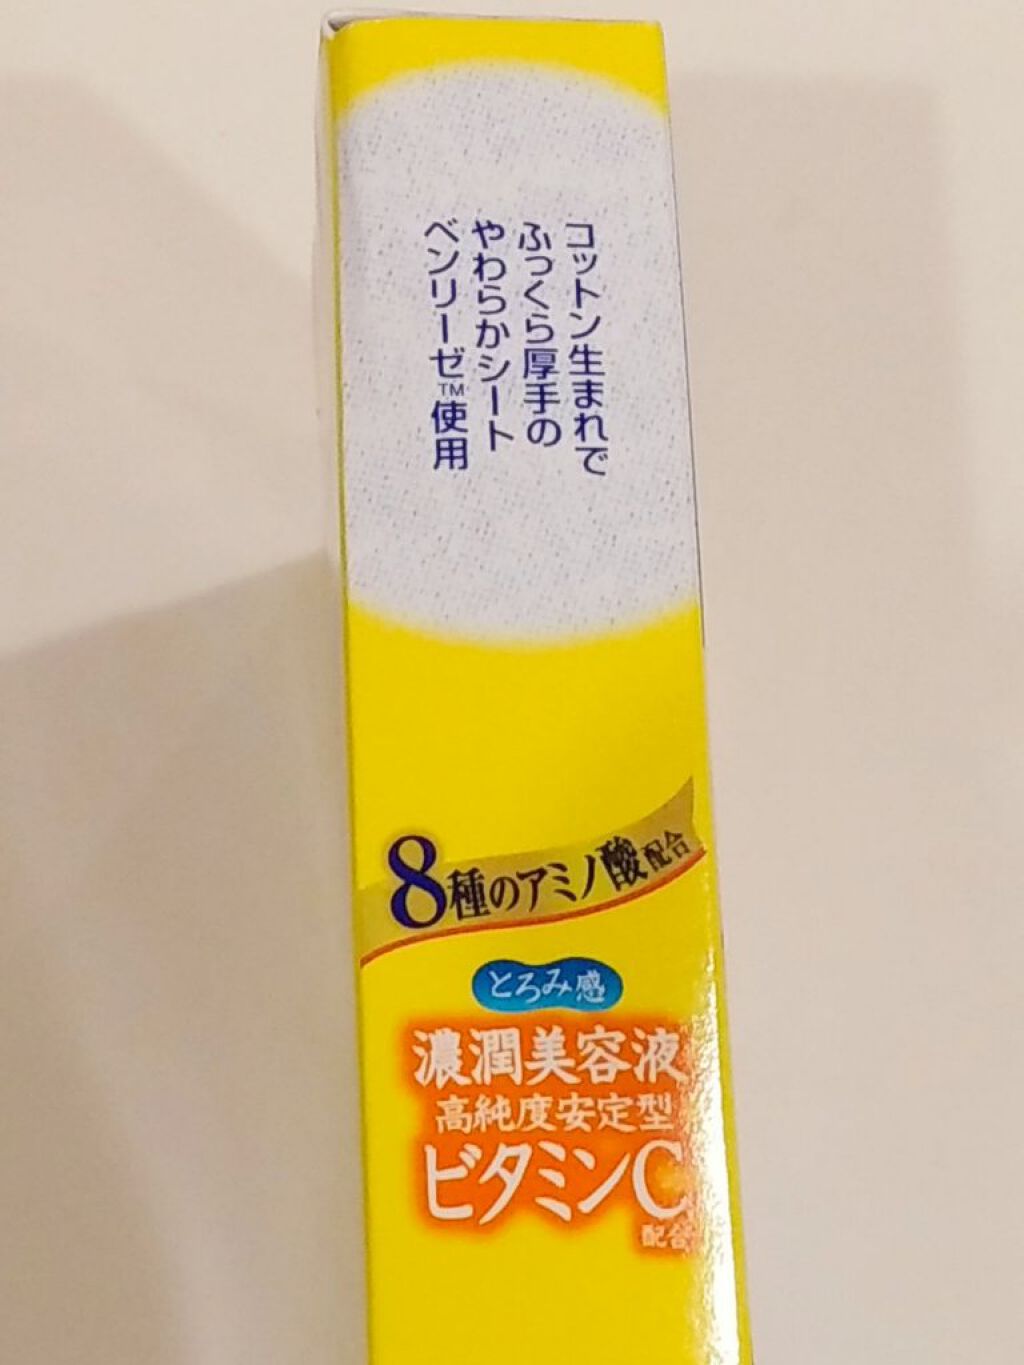 コットン生まれで
ふっくら厚手の
やわらかシート
ベンリーゼ™使用
8種のアミノ酸配合
とろみ感
濃潤美容液
高純度安定型
ビタミンC
配合